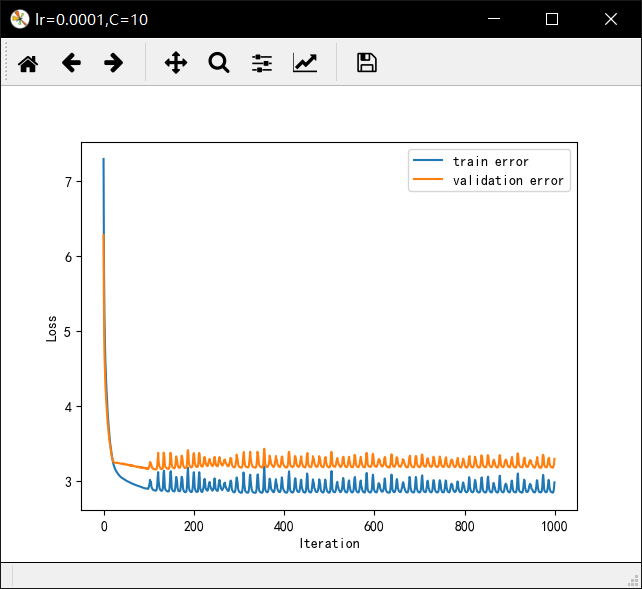 lr=0.0001,C=10
train error
validation error
7
6
5
4
3
Loss
0 200 400 600 800 1000
Iteration